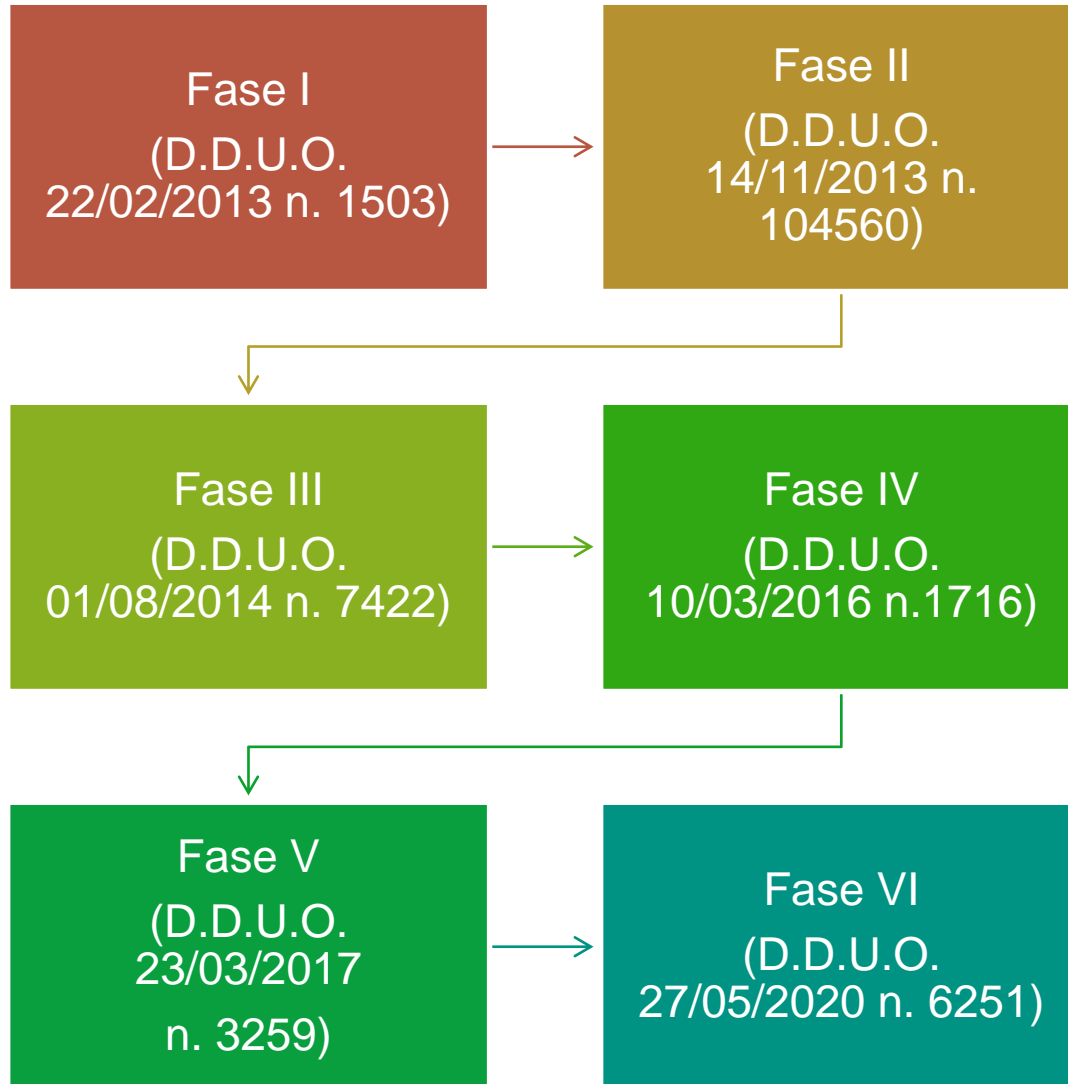 Fase I
(D.D.U.O.
22/02/2013 n. 1503)
Fase II
(D.D.U.O.
14/11/2013 n.
104560)
Fase III
(D.D.U.O.
01/08/2014 n. 7422)
Fase IV
(D.D.U.O.
10/03/2016 n.1716)
Fase V
(D.D.U.O.
23/03/2017
n. 3259)
Fase VI
(D.D.U.O.
27/05/2020 n. 6251)